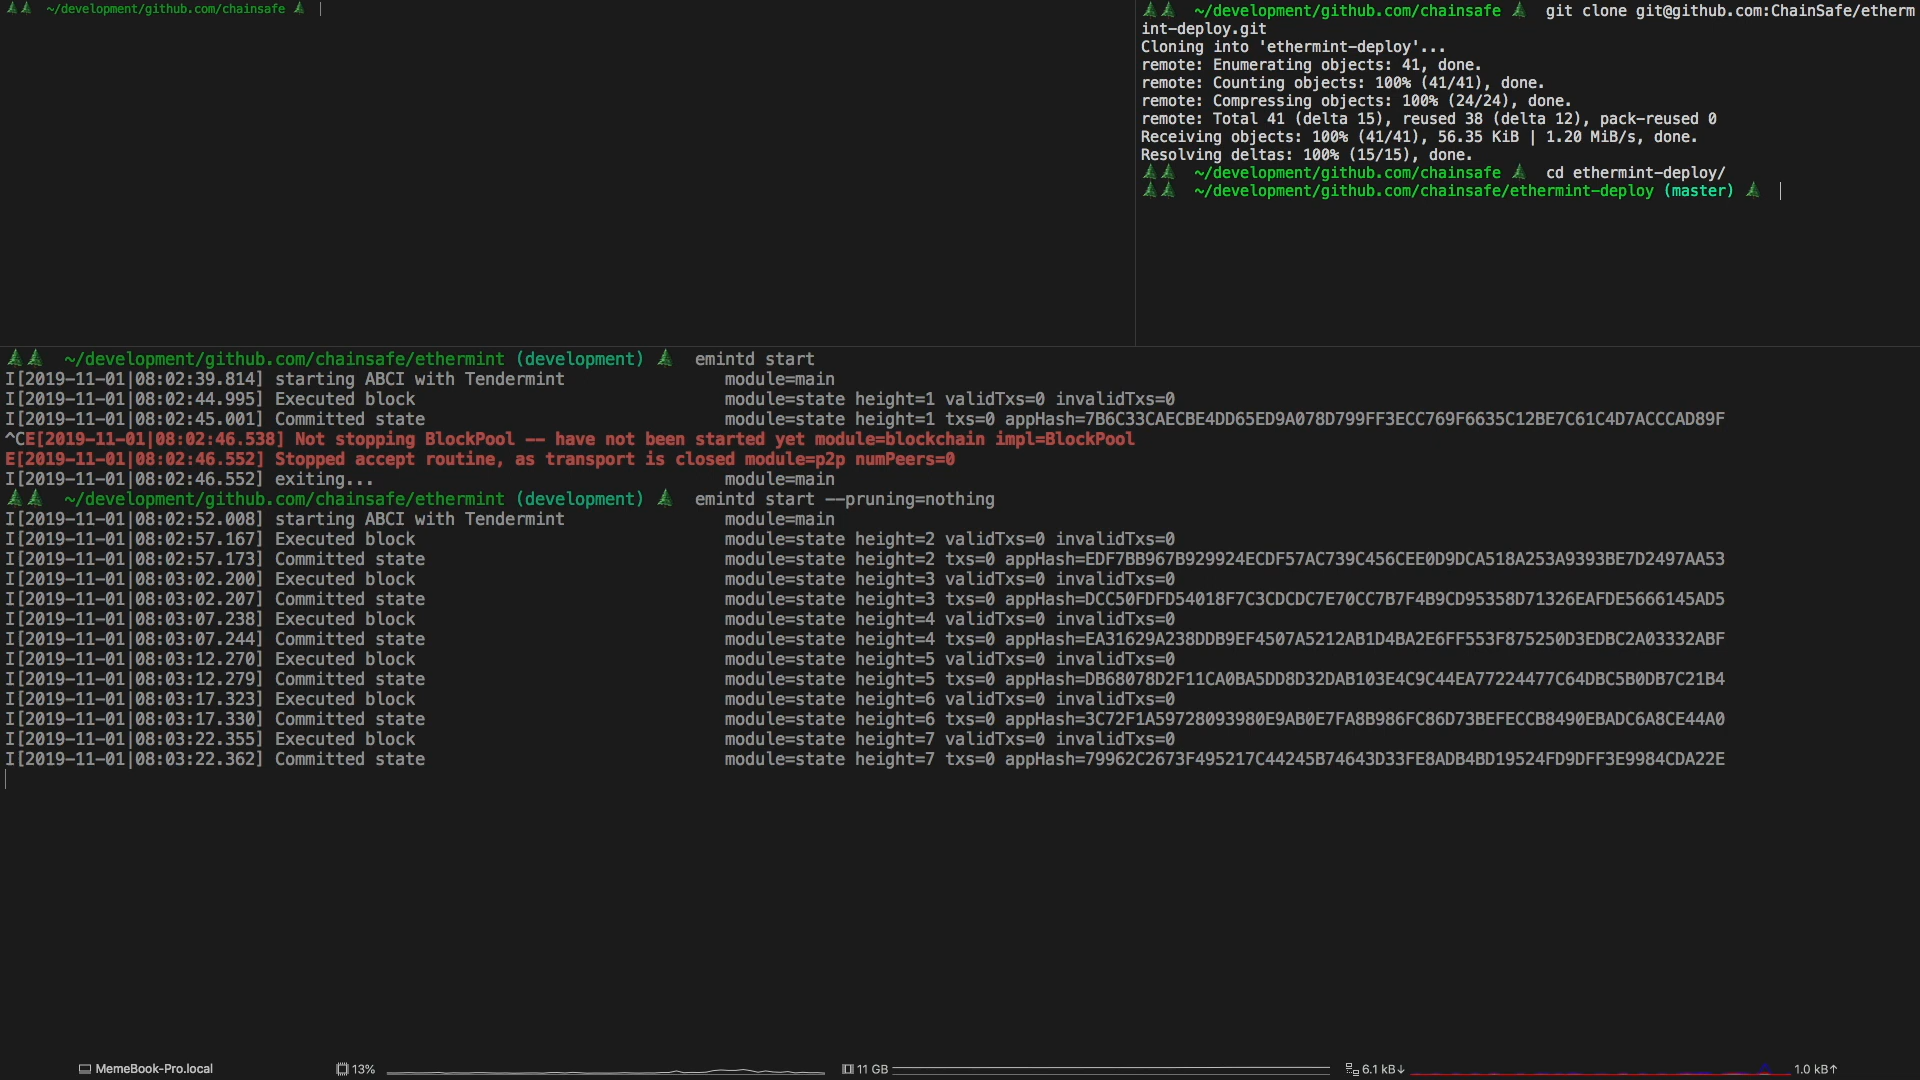 ~/development/github.com/chainsafe
~/development/github.com/chainsafe git clone git@github.com:ChainSafe/etherm
int-deploy.git
Cloning into 'ethermint-deploy'...
remote: Enumerating objects: 41, done.
remote: Counting objects: 100% (41/41), done.
remote: Compressing objects: 100% (24/24), done.
remote: Total 41 (delta 15), reused 38 (delta 12), pack-reused 0
Receiving objects: 100% (41/41), 56.35 KiB | 1.20 MiB/s, done.
Resolving deltas: 100% (15/15), done.
~/development/github.com/chainsafe cd ethermint-deploy/
~/development/github.com/chainsafe/ethermint-deploy (master)
~/development/github.com/chainsafe/ethermint (development) emintd start
I[2019-11-01|08:02:39.814] starting ABCI with Tendermint module=main
I[2019-11-01|08:02:44.995] Executed block module=state height=1 validTxs=0 invalidTxs=0
I[2019-11-01|08:02:45.001] Committed state module=state height=1 txs=0 appHash=7B6C33CAECBE4DD65ED9A078D799FF3ECC769F6635C12BE7C61C4D7ACCCAD89F
^CE[2019-11-01|08:02:46.538] Not stopping BlockPool -- have not been started yet module=blockchain impl=BlockPool
E[2019-11-01|08:02:46.552] Stopped accept routine, as transport is closed module=p2p numPeers=0
I[2019-11-01|08:02:46.552] exiting... module=main
~/development/github.com/chainsafe/ethermint (development) emintd start --pruning=nothing
I[2019-11-01|08:02:52.008] starting ABCI with Tendermint module=main
I[2019-11-01|08:02:57.167] Executed block module=state height=2 validTxs=0 invalidTxs=0
I[2019-11-01|08:02:57.173] Committed state module=state height=2 txs=0 appHash=EDF7BB967B929924ECDF57AC739C456CEE0D9DCA518A253A9393BE7D2497AA53
I[2019-11-01|08:03:02.200] Executed block module=state height=3 validTxs=0 invalidTxs=0
I[2019-11-01|08:03:02.207] Committed state module=state height=3 txs=0 appHash=DCC50FDFD54018F7C3CDCDC7E70CC7B7F4B9CD95358D71326EAFDE5666145AD5
I[2019-11-01|08:03:07.238] Executed block module=state height=4 validTxs=0 invalidTxs=0
I[2019-11-01|08:03:07.244] Committed state module=state height=4 txs=0 appHash=EA31629A238DDB9EF4507A5212AB1D4BA2E6FF553F875250D3EDBC2A03332ABF
I[2019-11-01|08:03:12.270] Executed block module=state height=5 validTxs=0 invalidTxs=0
I[2019-11-01|08:03:12.279] Committed state module=state height=5 txs=0 appHash=DB68078D2F11CA0BA5DD8D32DAB103E4C9C44EA77224477C64DBC5B0DB7C21B4
I[2019-11-01|08:03:17.323] Executed block module=state height=6 validTxs=0 invalidTxs=0
I[2019-11-01|08:03:17.330] Committed state module=state height=6 txs=0 appHash=3C72F1A59728093980E9AB0E7FA8B986FC86D73BEFECCB8490EBADC6A8CE44A0
I[2019-11-01|08:03:22.355] Executed block module=state height=7 validTxs=0 invalidTxs=0
I[2019-11-01|08:03:22.362] Committed state module=state height=7 txs=0 appHash=79962C2673F495217C44245B74643D33FE8ADB4BD19524FD9DFF3E9984CDA22E
MemeBook-Pro.local 13% 11 GB 6.1 kB↓ 1.0 kB↑